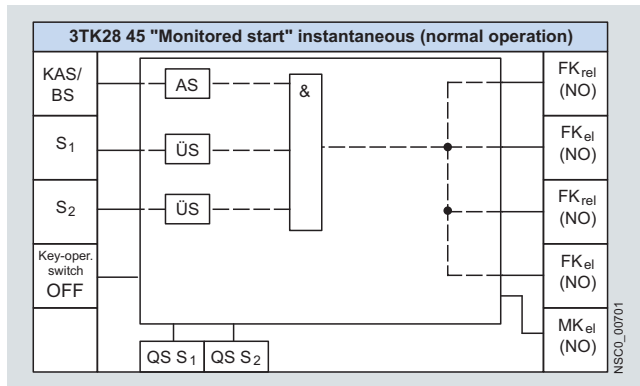 3TK28 45 "Monitored start" instantaneous (normal operation)
KAS/
BS
AS
&
FKrel
(NO)
S1
ÜS
FKel
(NO)
S2
ÜS
FKrel
(NO)
Key-oper.
switch
OFF
FKel
(NO)
MKel
(NO)
QS S1
QS S2
NSC0_00701